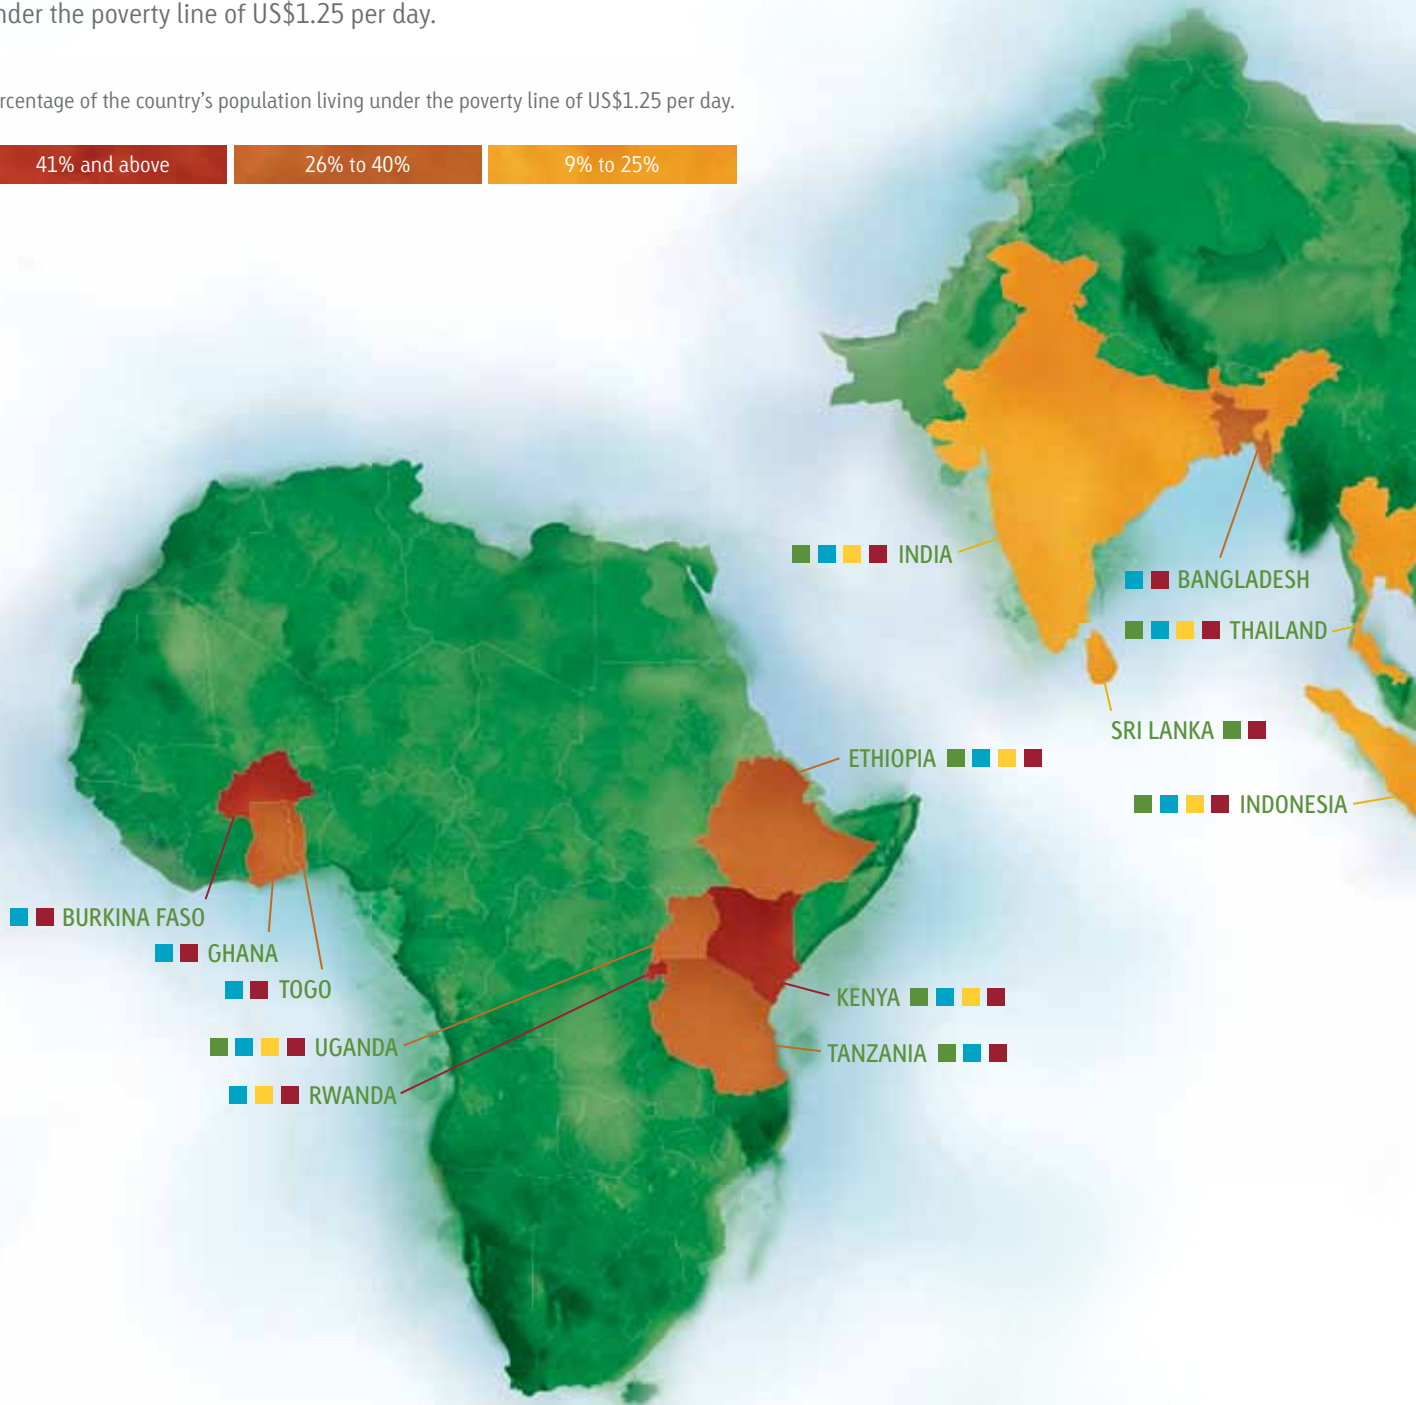 nder the poverty line of US$1.25 per day.
rcentage of the country's population living under the poverty line of US$1.25 per day.
41% and above
26% to 40%
9% to 25%
INDIA
BANGLADESH
THAILAND
SRI LANKA
ETHIOPIA
INDONESIA
BURKINA FASO
GHANA
TOGO
KENYA
UGANDA
TANZANIA
RWANDA